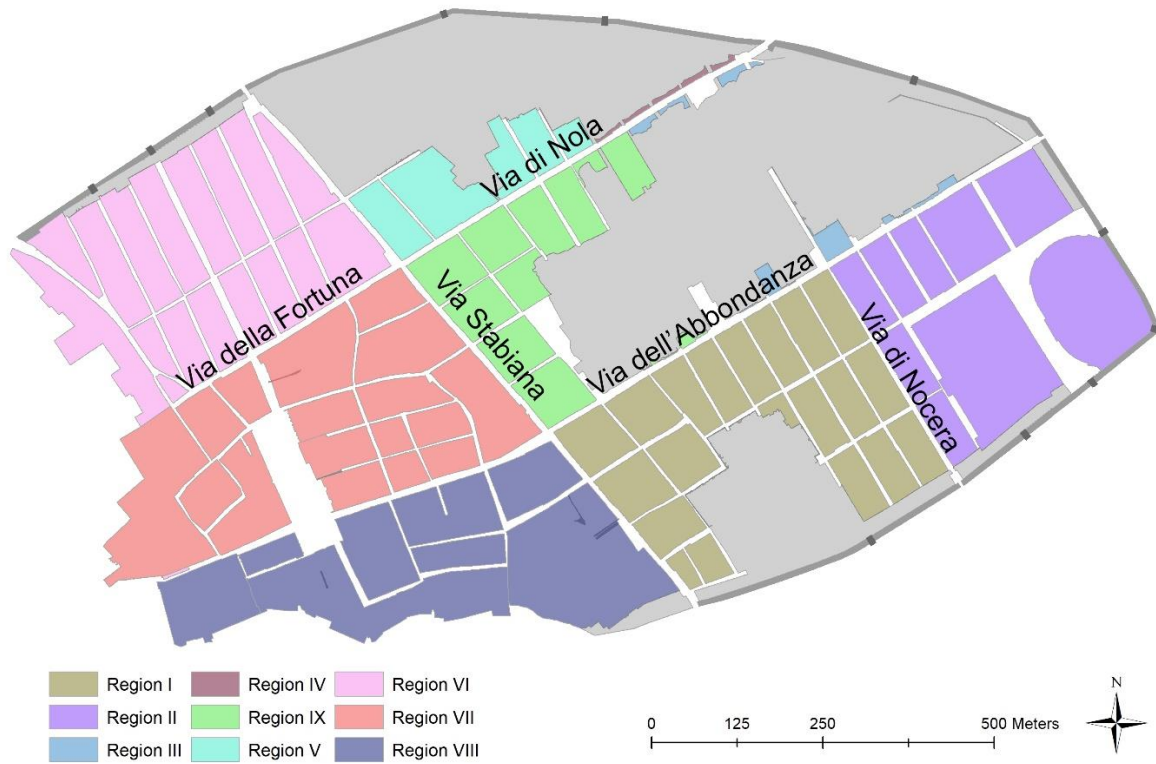 Via di Nola
Via della Fortuna
Via Stabiana
Via dell'Abbondanza
Via di Nocera
Region I
Region IV
Region VI
Region II
Region IX
Region VII
Region III
Region V
Region VIII
0 125 250 500 Meters
N